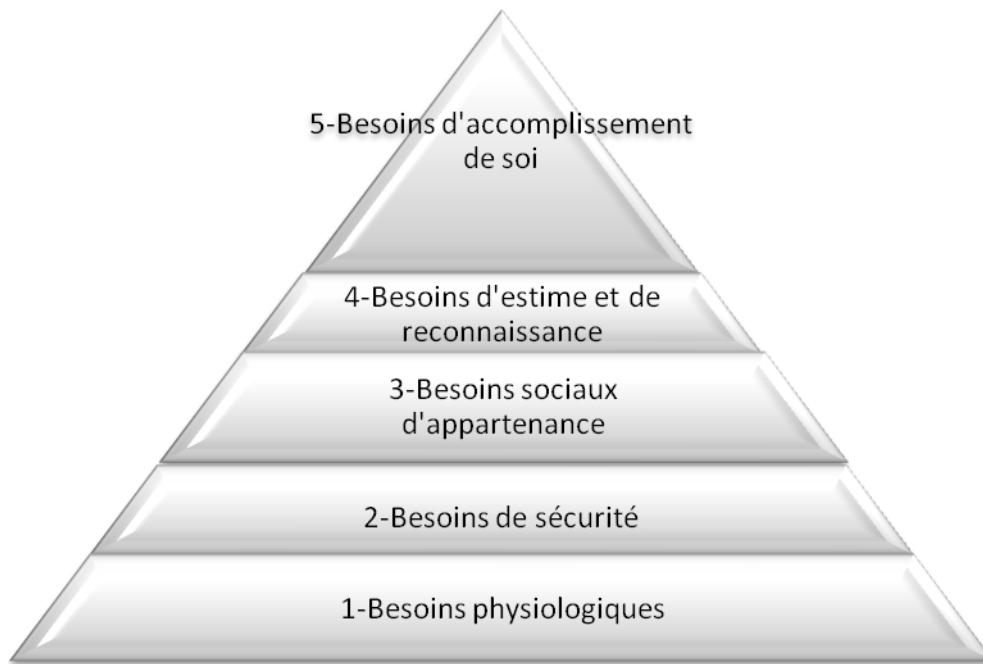 5-Besoins d'accomplissement
de soi
4-Besoins d'estime et de
reconnaissance
3-Besoins sociaux
d'appartenance
2-Besoins de sécurité
1-Besoins physiologiques